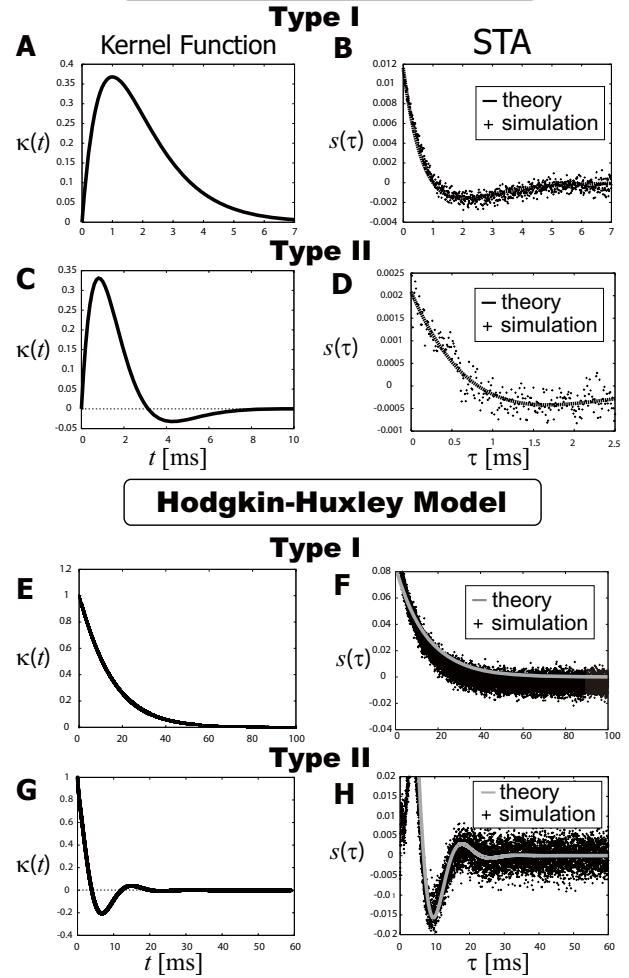 Type I
A Kernel Function B STA
κ(t)
0.4
0.35
0.3
0.25
0.2
0.15
0.1
0.05
0
0 1 2 3 4 5 6 7
s(τ)
0.012
0.01
0.008
0.006
0.004
0.002
0
-0.002
-0.004
0 1 2 3 4 5 6 7
theory
+ simulation
Type II
C
κ(t)
0.35
0.3
0.25
0.2
0.15
0.1
0.05
0
-0.05
0 2 4 6 8 10
t [ms]
D
s(τ)
0.0025
0.002
0.0015
0.001
0.0005
0
-0.0005
-0.001
0 0.5 1 1.5 2 2.5
τ [ms]
theory
+ simulation
Hodgkin-Huxley Model
Type I
E
κ(t)
1.2
1
0.8
0.6
0.4
0.2
0
0 20 40 60 80 100
F
s(τ)
0.08
0.06
0.04
0.02
0
-0.02
-0.04
0 20 40 60 80 100
theory
+ simulation
Type II
G
κ(t)
1
0.8
0.6
0.4
0.2
0
-0.2
-0.4
0 10 20 30 40 50 60
t [ms]
H
s(τ)
0.02
0.015
0.01
0.005
0
-0.005
-0.01
-0.015
-0.02
0 10 20 30 40 50 60
τ [ms]
theory
+ simulation